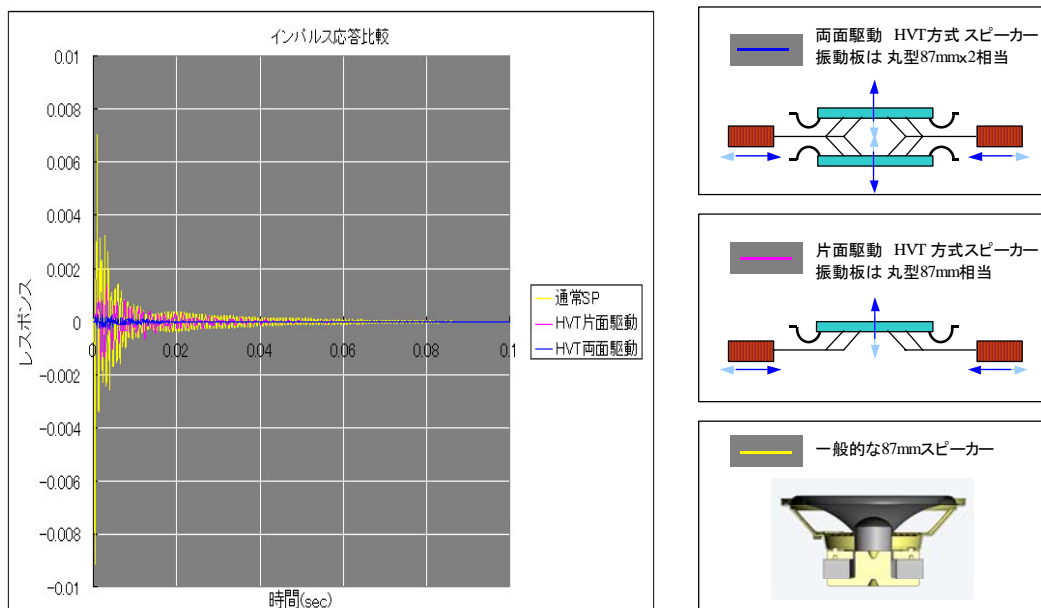 インパルス応答比較
0.01
0.008
0.006
0.004
0.002
0
-0.002
-0.004
-0.006
-0.008
-0.01
レスポンス
0
0.02
0.04
0.06
0.08
0.1
時間(sec)
通常SP
HVT片面駆動
HVT両面駆動
両面駆動 HVT方式 スピーカー
振動板は 丸型87mmx2相当
片面駆動 HVT 方式スピーカー
振動板は 丸型87mm相当
一般的な87mmスピーカー